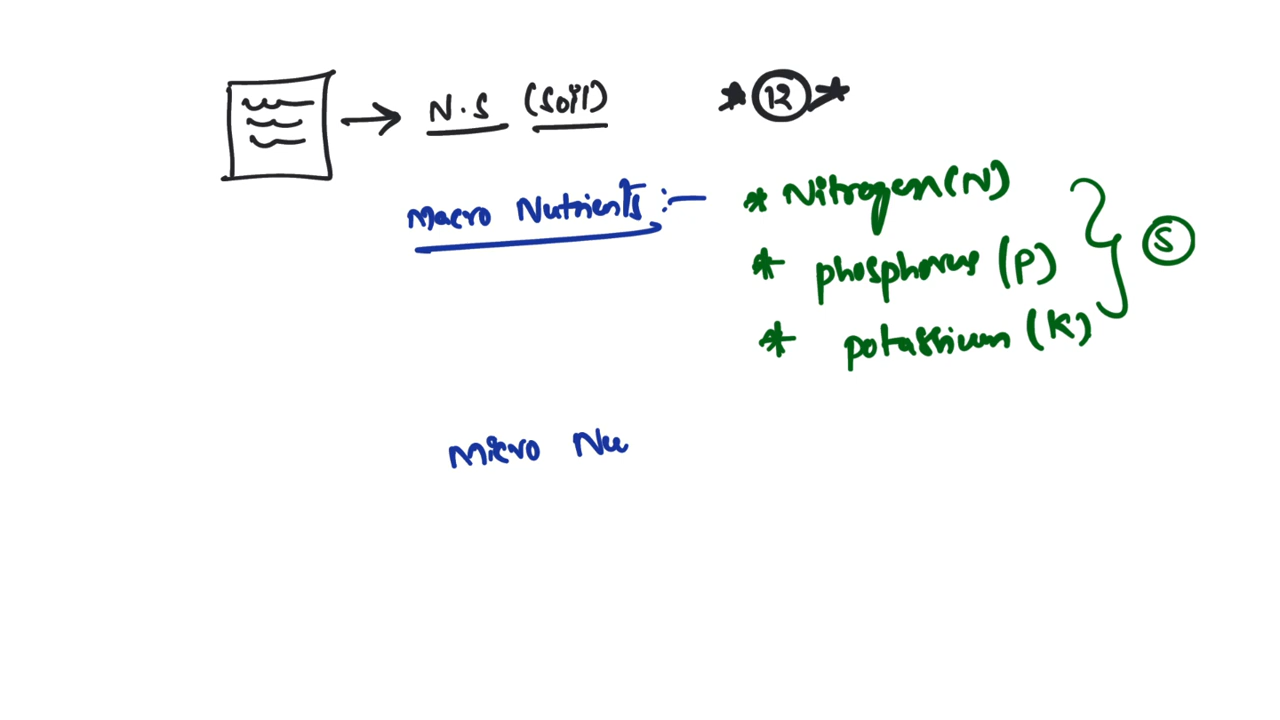 N.S (Soil) * 12 *
Macro Nutrients :- * Nitrogen (N)
* phosphorus (P)
* potassium (K)
S
Micro Nu